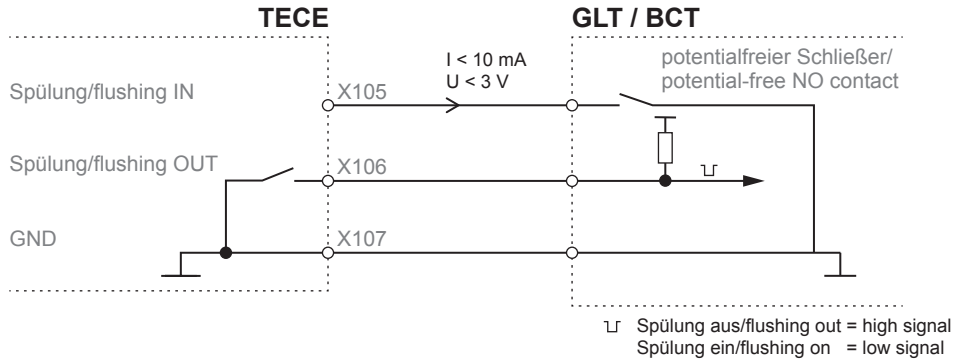 TECE
GLT / BCT
I < 10 mA
U < 3 V
potentialfreier Schließer/
potential-free NO contact
Spülung/flushing IN
X105
Spülung/flushing OUT
X106
GND
X107
Spülung aus/flushing out = high signal
Spülung ein/flushing on = low signal